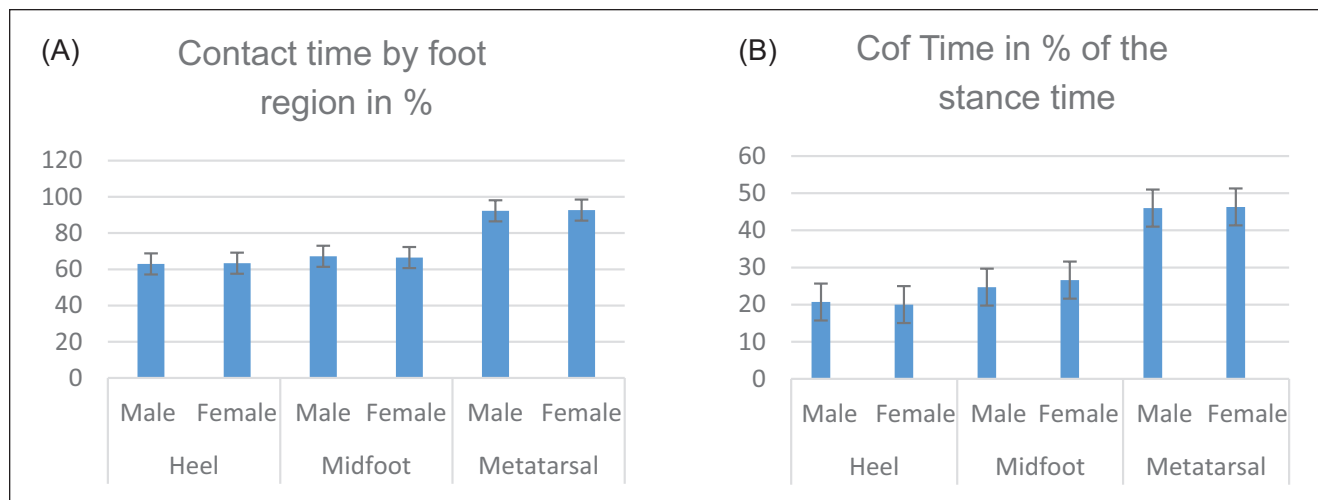 (A)
Contact time by foot
region in %
120
100
80
60
40
20
0
Male Female Male Female Male Female
Heel Midfoot Metatarsal
(B)
Cof Time in % of the
stance time
60
50
40
30
20
10
0
Male Female Male Female Male Female
Heel Midfoot Metatarsal